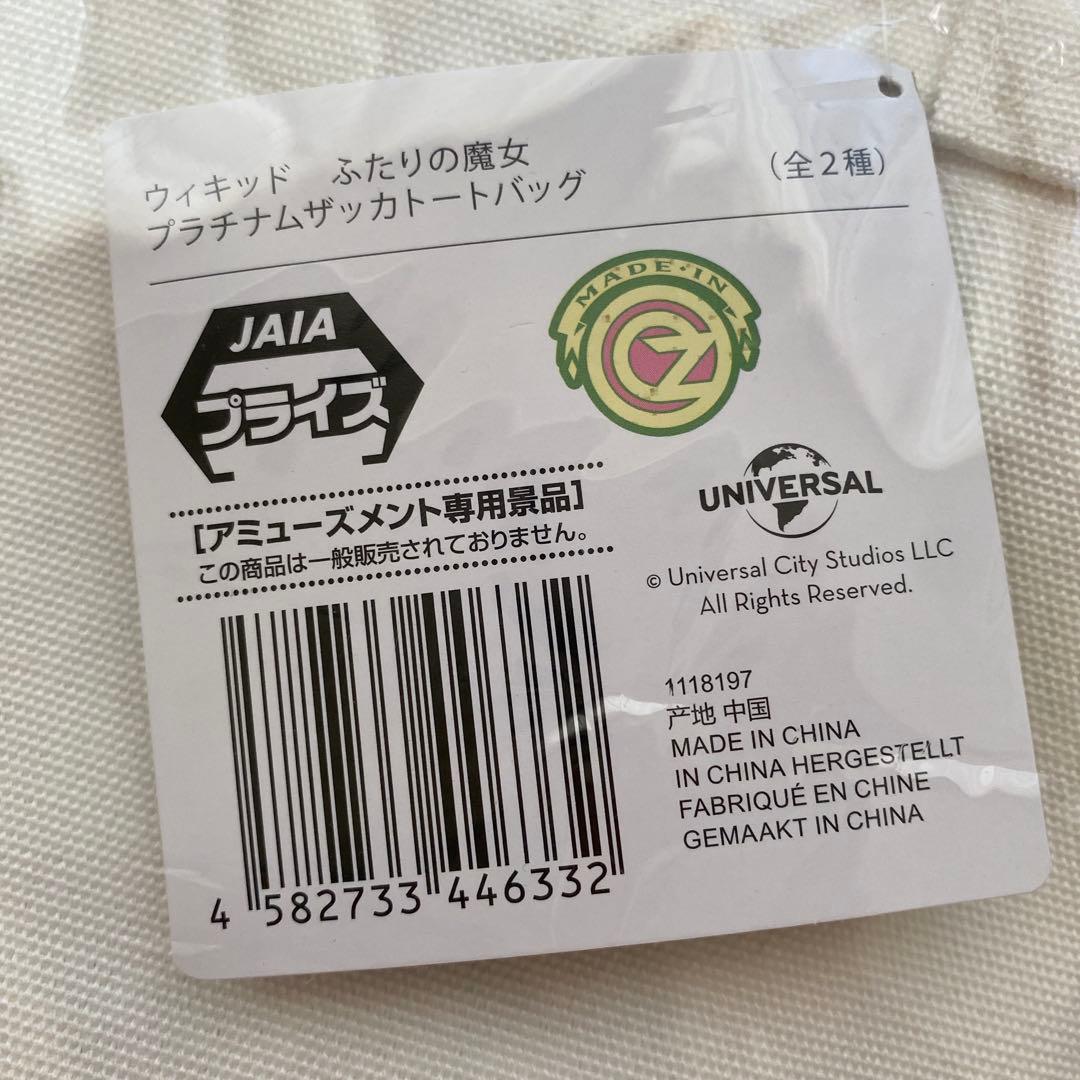 ウィキッド　ふたりの魔女
プラチナムザッカトートバッグ
（全２種）
JAIA
プライズ
MADE・IN
OZ
[アミューズメント専用景品]
この商品は一般販売されておりません。
UNIVERSAL
© Universal City Studios LLC
All Rights Reserved.
1118197
产地 中国
MADE IN CHINA
IN CHINA HERGESTELLT
FABRIQUÉ EN CHINE
GEMAAKT IN CHINA
4 582733 446332